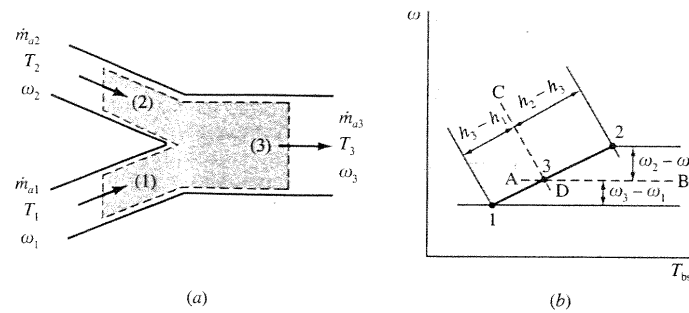 ṁₐ₂
T₂
ω₂
(2)
ṁₐ₁
T₁
ω₁
(1)
(3)
ṁₐ₃
T₃
ω₃
(a)
ω
C
h₃ – h₁
h₂ – h₃
2
ω₂ – ω
A
3
D
B
ω₃ – ω₁
1
T_bs
(b)